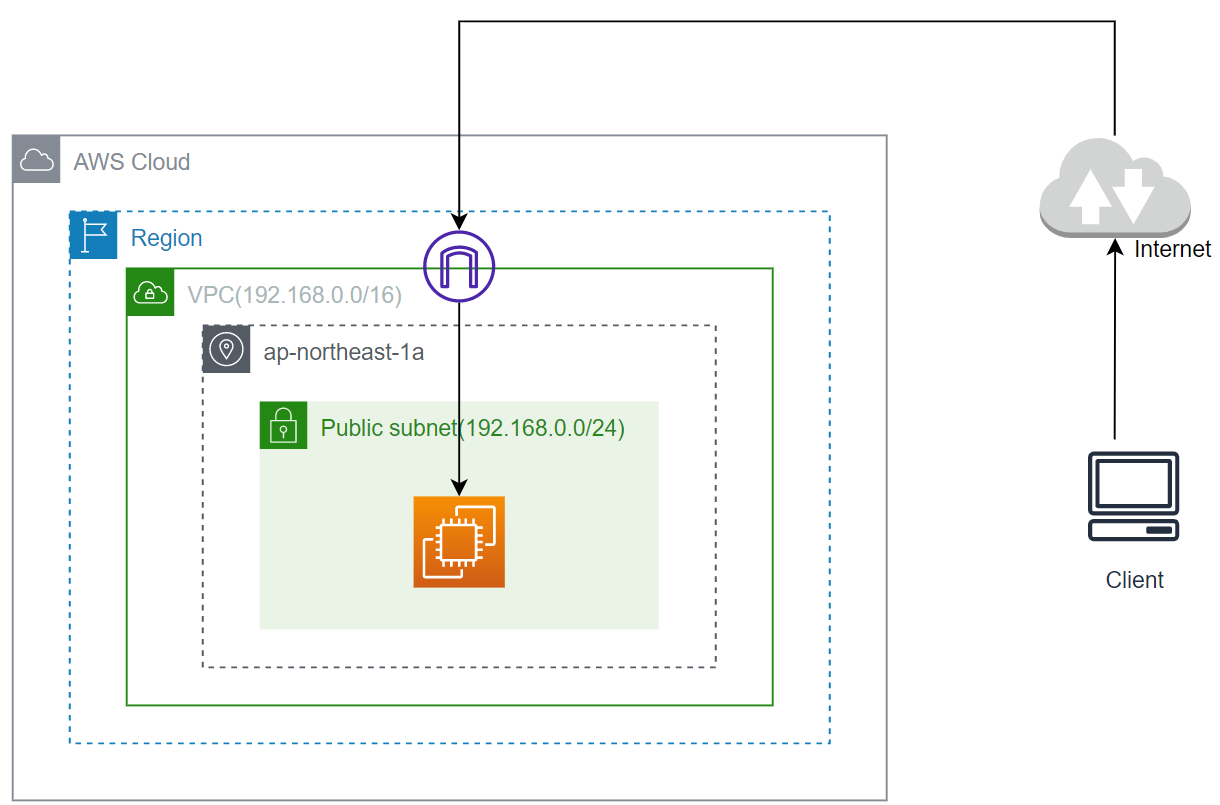 AWS Cloud
Region
Internet
VPC(192.168.0.0/16)
ap-northeast-1a
Public subnet(192.168.0.0/24)
Client